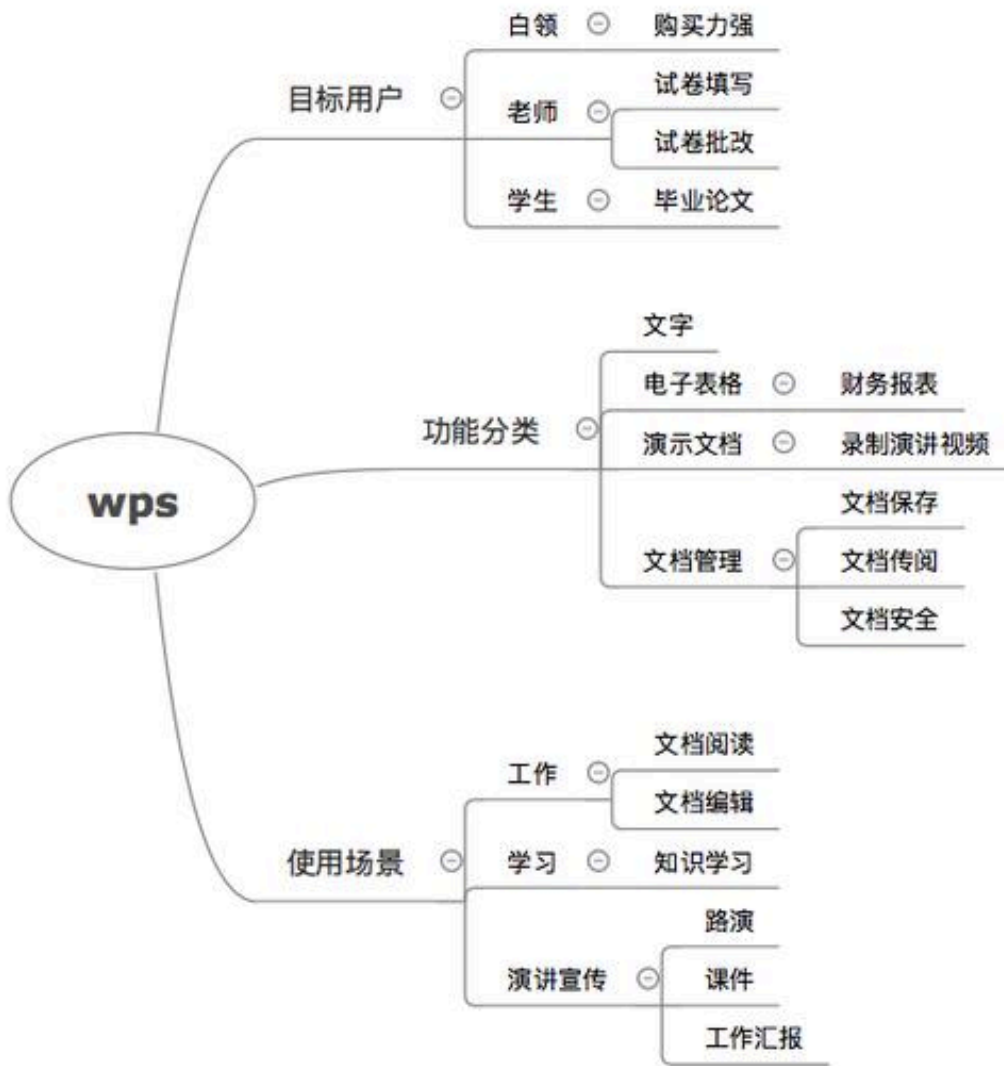 wps
目标用户
白领
购买力强
老师
试卷填写
试卷批改
学生
毕业论文
功能分类
文字
电子表格
财务报表
演示文档
录制演讲视频
文档管理
文档保存
文档传阅
文档安全
使用场景
工作
文档阅读
文档编辑
学习
知识学习
演讲宣传
路演
课件
工作汇报